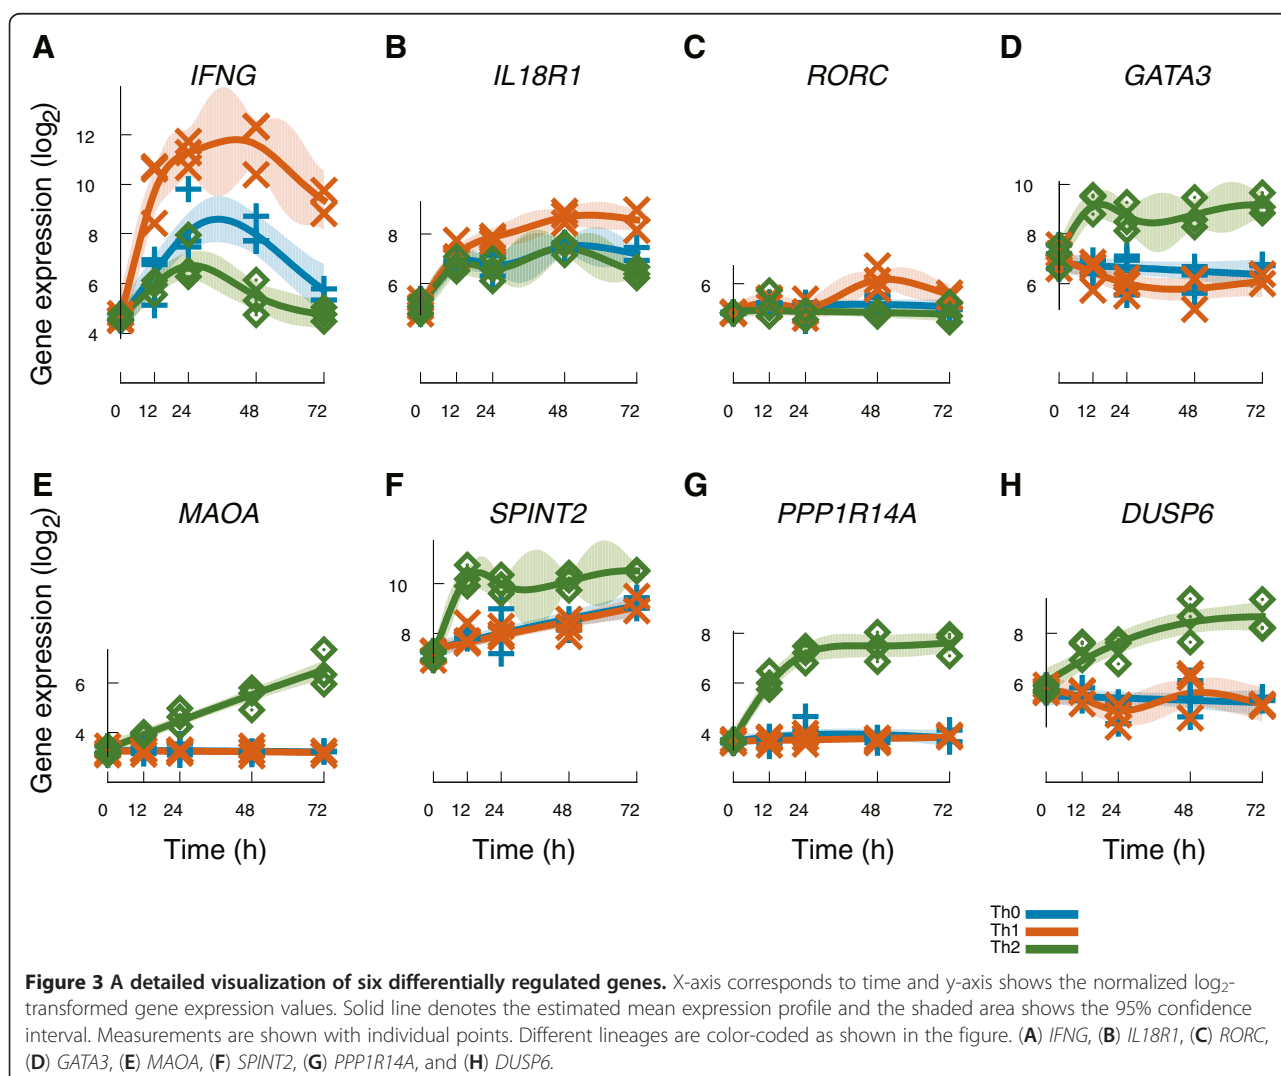 A
B
C
D
IFNG
IL18R1
RORC
GATA3
Gene expression (log2)
12
10
8
6
4
0 12 24 48 72
8
6
0 12 24 48 72
6
0 12 24 48 72
10
8
6
0 12 24 48 72
E
F
G
H
MAOA
SPINT2
PPP1R14A
DUSP6
Gene expression (log2)
6
4
0 12 24 48 72
10
8
0 12 24 48 72
8
6
4
0 12 24 48 72
8
6
0 12 24 48 72
Time (h)
Time (h)
Time (h)
Time (h)
Th0
Th1
Th2
Figure 3 A detailed visualization of six differentially regulated genes. X-axis corresponds to time and y-axis shows the normalized log2-
transformed gene expression values. Solid line denotes the estimated mean expression profile and the shaded area shows the 95% confidence
interval. Measurements are shown with individual points. Different lineages are color-coded as shown in the figure. (A) IFNG, (B) IL18R1, (C) RORC,
(D) GATA3, (E) MAOA, (F) SPINT2, (G) PPP1R14A, and (H) DUSP6.